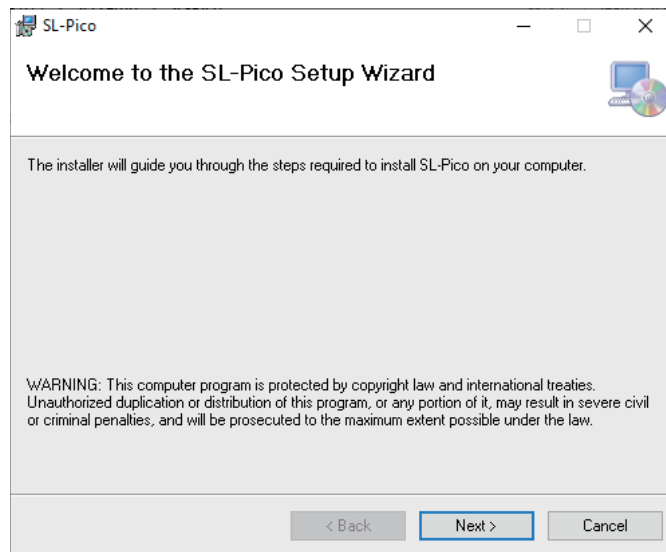 SL-Pico
Welcome to the SL-Pico Setup Wizard
The installer will guide you through the steps required to install SL-Pico on your computer.
WARNING: This computer program is protected by copyright law and international treaties.
Unauthorized duplication or distribution of this program, or any portion of it, may result in severe civil
or criminal penalties, and will be prosecuted to the maximum extent possible under the law.
< Back Next > Cancel